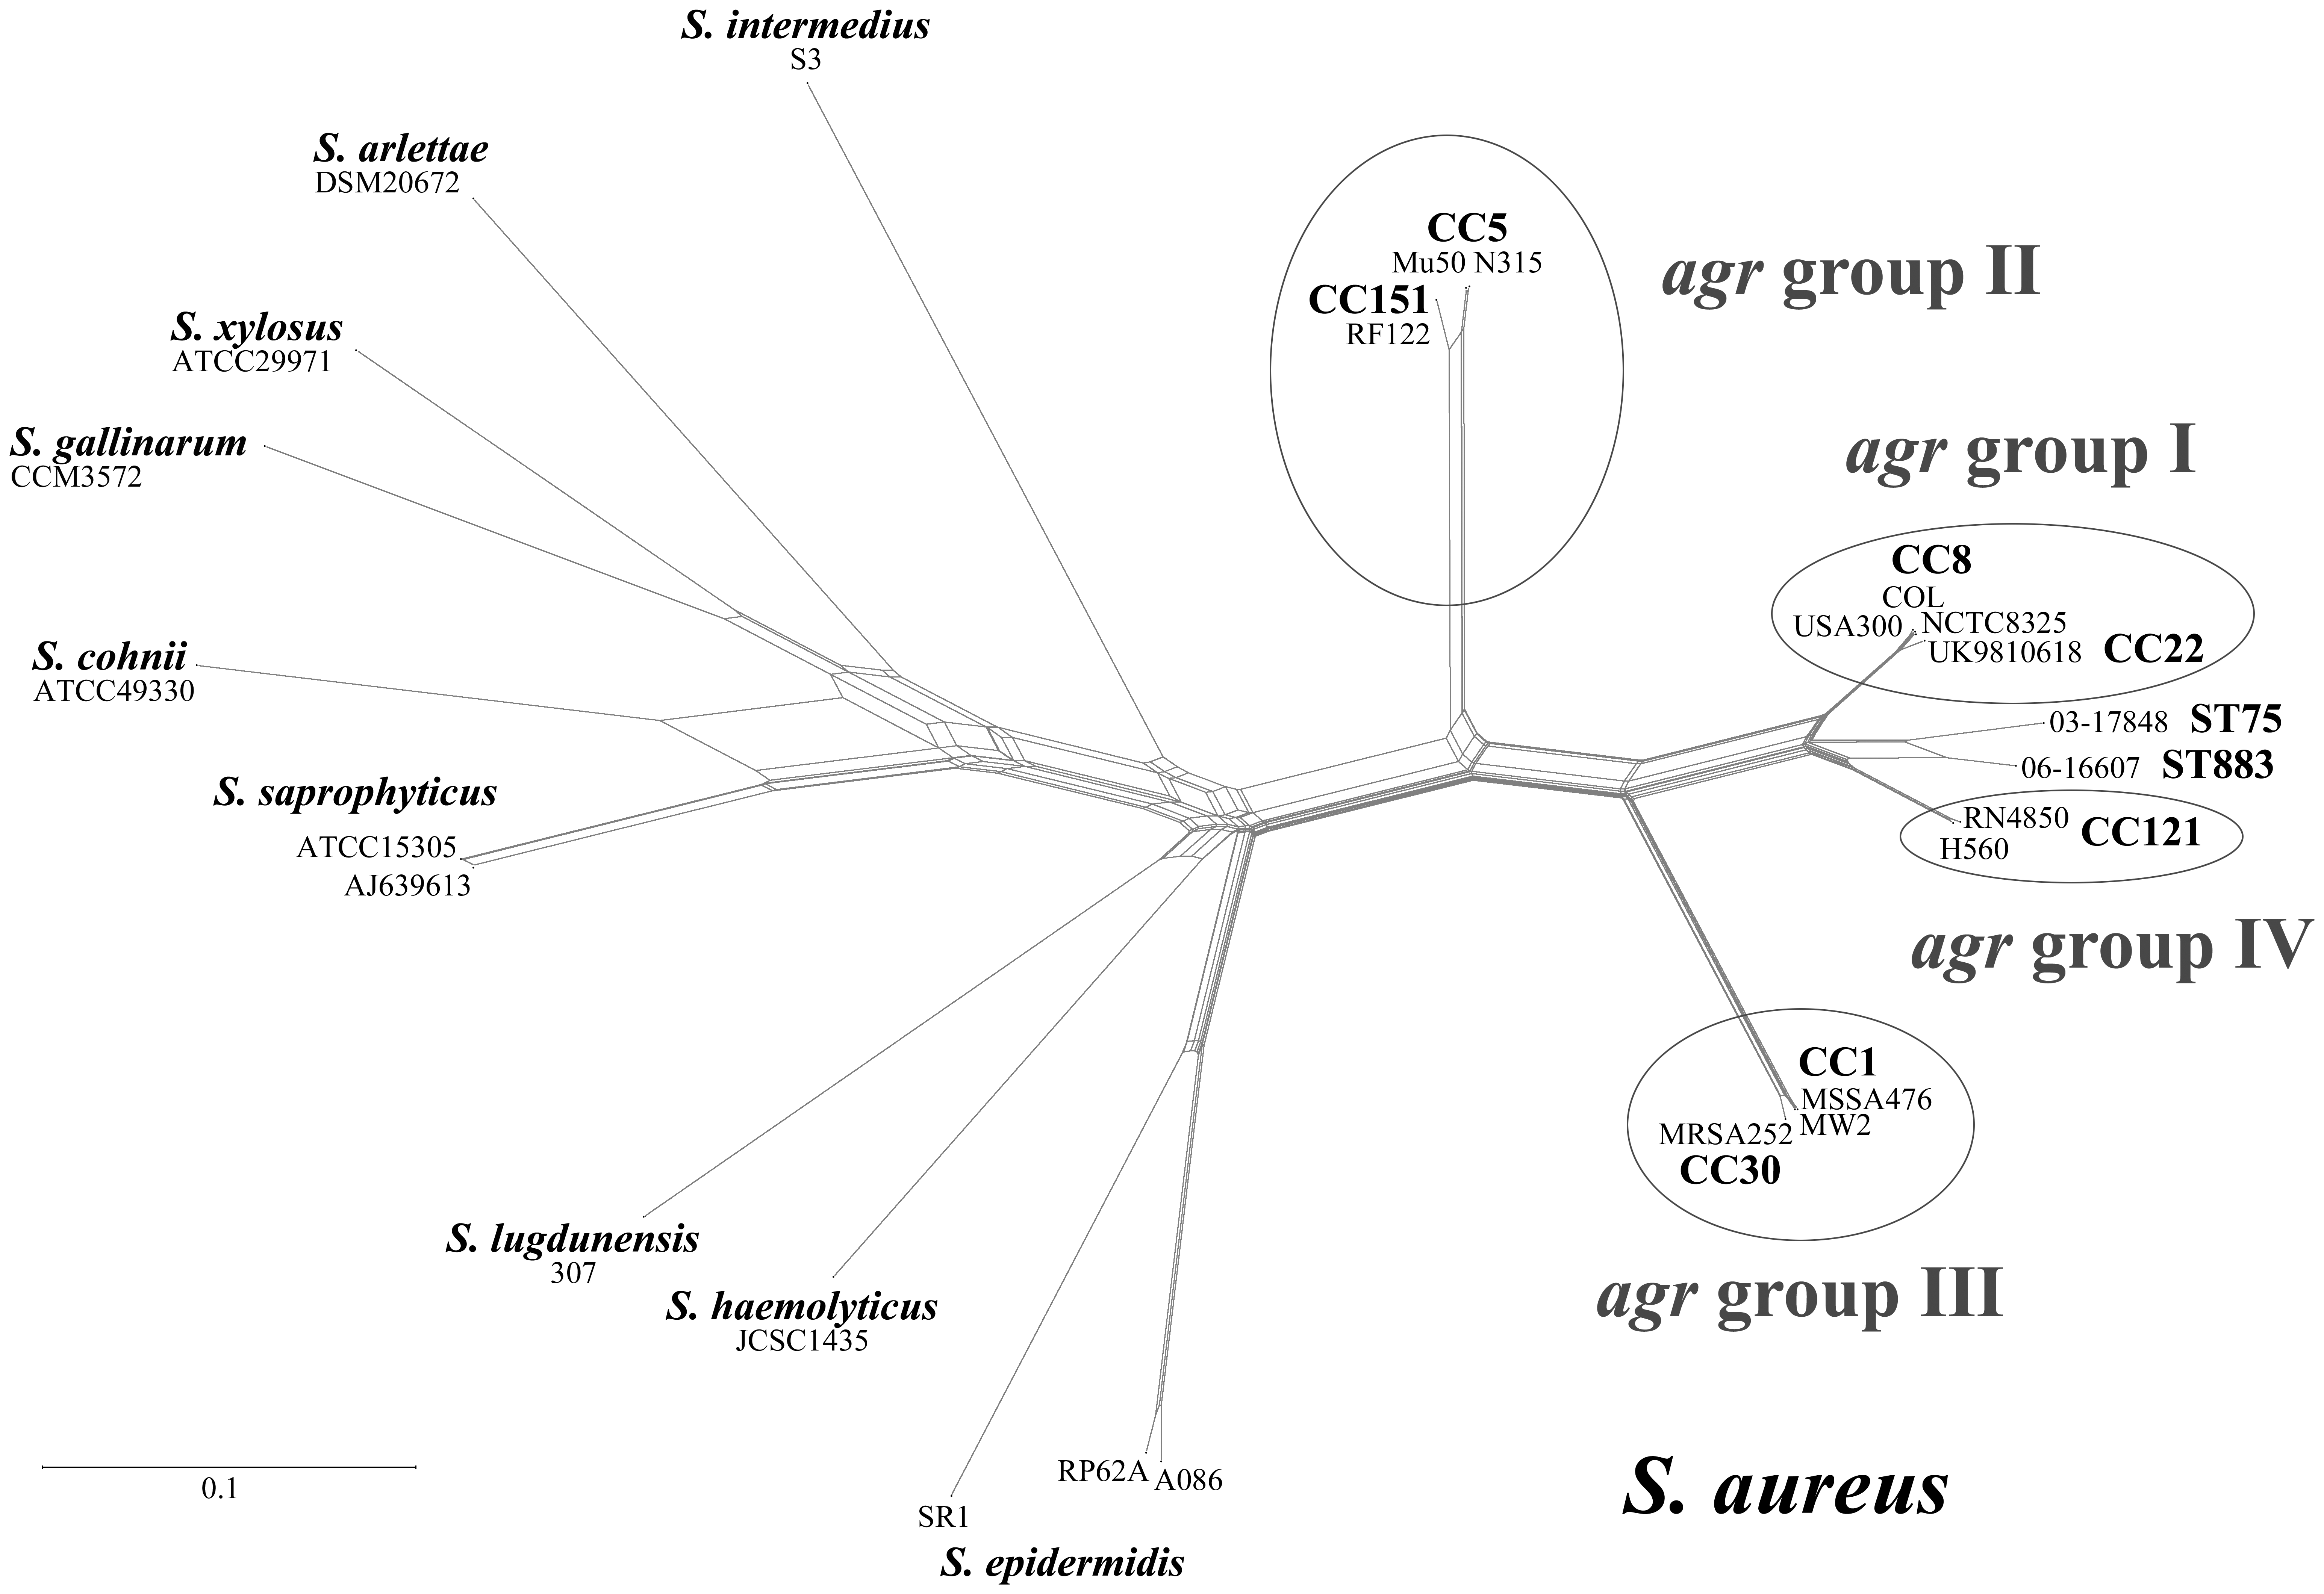 S. intermedius
S3
S. arlettae
DSM20672
S. xylosus
ATCC29971
S. gallinarum
CCM3572
S. cohnii
ATCC49330
S. saprophyticus
ATCC15305
AJ639613
S. lugdunensis
307
S. haemolyticus
JCSC1435
SR1
RP62A
A086
S. epidermidis
0.1
CC5
Mu50 N315
CC151
RF122
agr group II
agr group I
CC8
COL
USA300
NCTC8325
UK9810618 CC22
03-17848 ST75
06-16607 ST883
RN4850
H560
CC121
agr group IV
CC1
MSSA476
MW2
MRSA252
CC30
agr group III
S. aureus